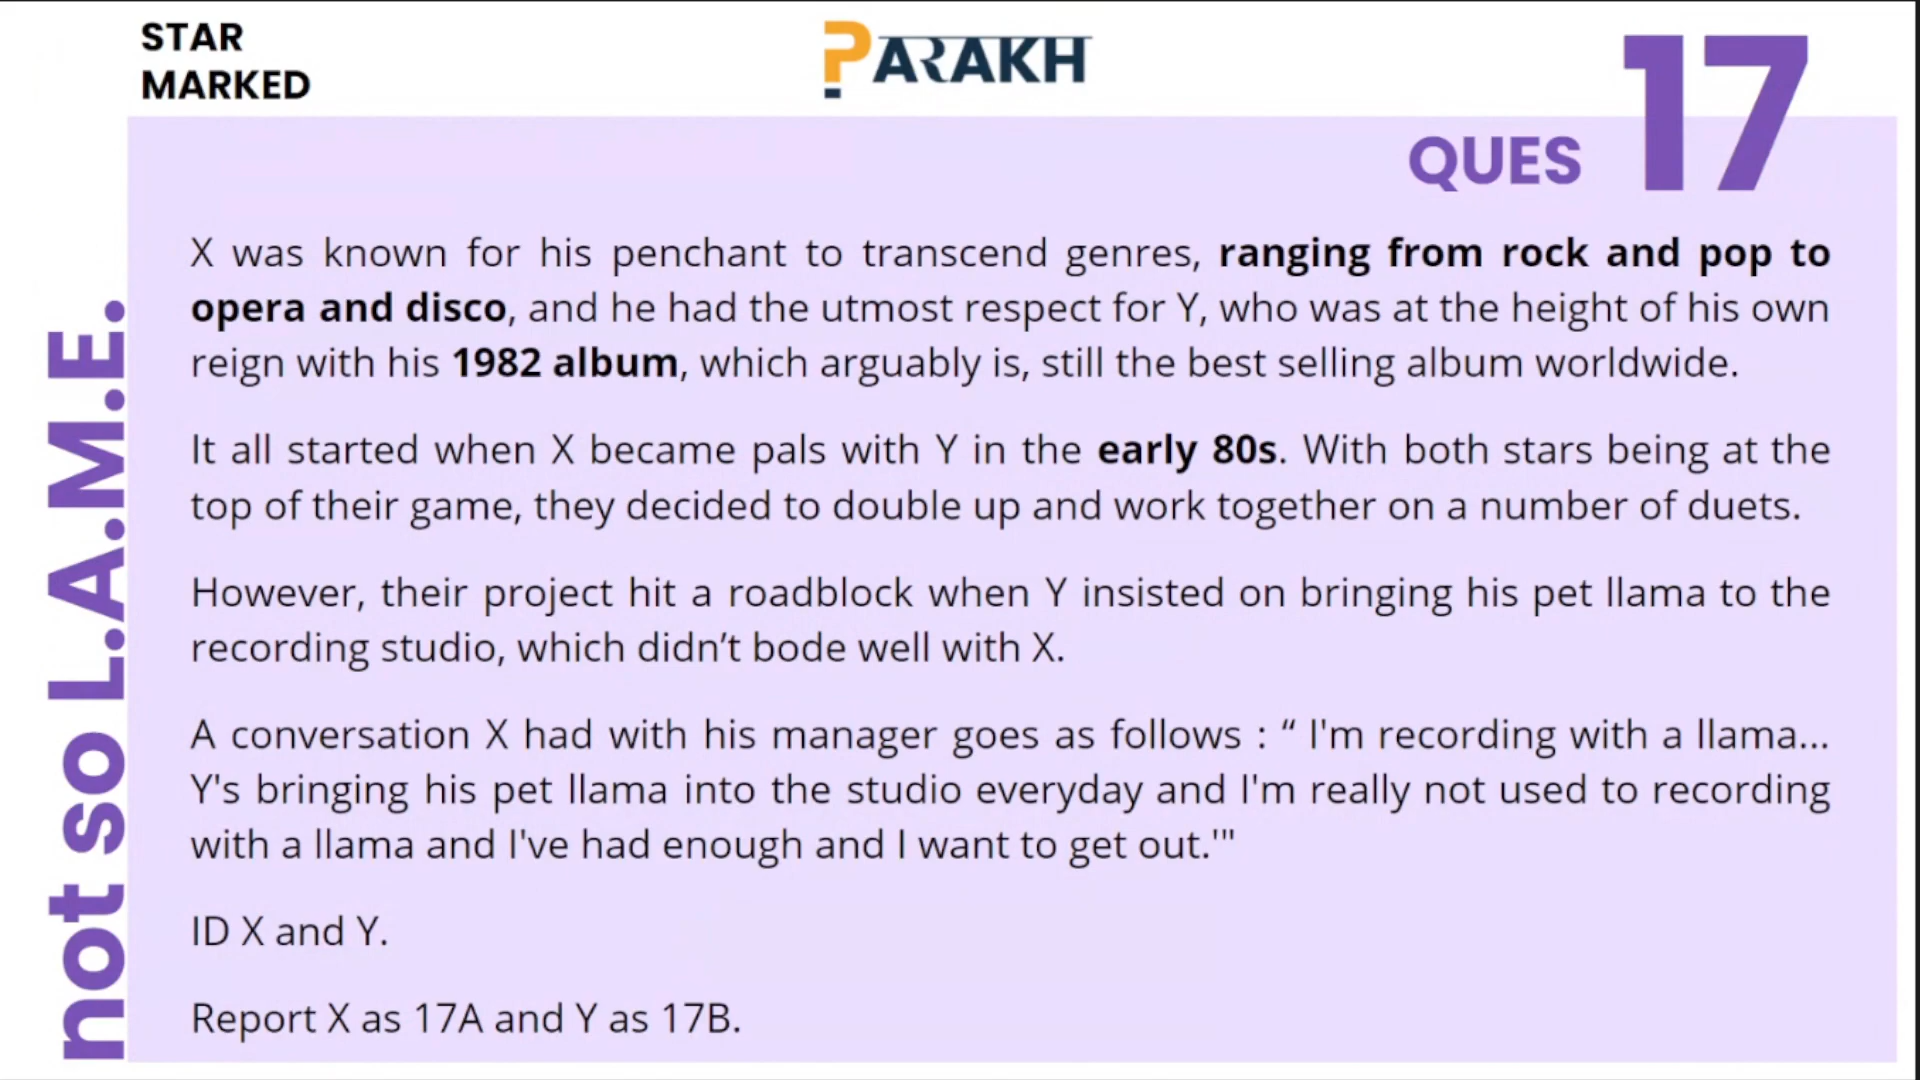 STAR
MARKED
PARAKH
17
QUES
X was known for his penchant to transcend genres, ranging from rock and pop to
opera and disco, and he had the utmost respect for Y, who was at the height of his own
reign with his 1982 album, which arguably is, still the best selling album worldwide.
It all started when X became pals with Y in the early 80s. With both stars being at the
top of their game, they decided to double up and work together on a number of duets.
However, their project hit a roadblock when Y insisted on bringing his pet llama to the
recording studio, which didn’t bode well with X.
A conversation X had with his manager goes as follows : “ I'm recording with a llama...
Y's bringing his pet llama into the studio everyday and I'm really not used to recording
with a llama and I've had enough and I want to get out.'"
ID X and Y.
Report X as 17A and Y as 17B.
not so L.A.M.E.